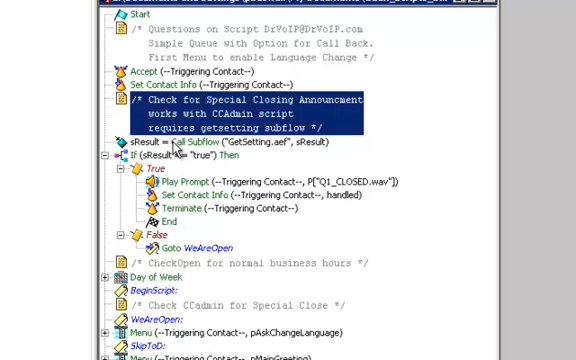 Start
/* Questions on Script DrVoIP@DrVoIP.com
Simple Queue with Option for Call Back.
First Menu to enable Language Change */
Accept (--Triggering Contact--)
Set Contact Info (--Triggering Contact--)
/* Check for Special Closing Announcment
works with CCAdmin script
requires getsetting subflow */
sResult = Call Subflow ("GetSetting.aef", sResult)
If (sResult == "true") Then
True
Play Prompt (--Triggering Contact--, P["Q1_CLOSED.wav"])
Set Contact Info (--Triggering Contact--, handled)
Terminate (--Triggering Contact--)
End
False
Goto WeAreOpen
/* CheckOpen for normal business hours */
Day of Week
BeginScript:
/* Check CCadmin for Special Close */
WeAreOpen:
Menu (--Triggering Contact--, pAskChangeLanguage)
SkipToD:
Menu (--Triggering Contact--, pMainGreeting)